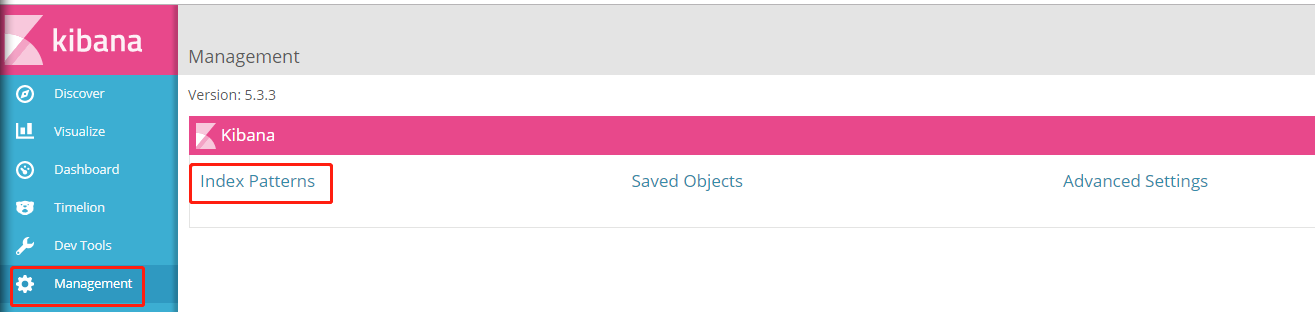 kibana
Discover
Visualize
Dashboard
Timelion
Dev Tools
Management
Management
Version: 5.3.3
Kibana
Index Patterns Saved Objects Advanced Settings